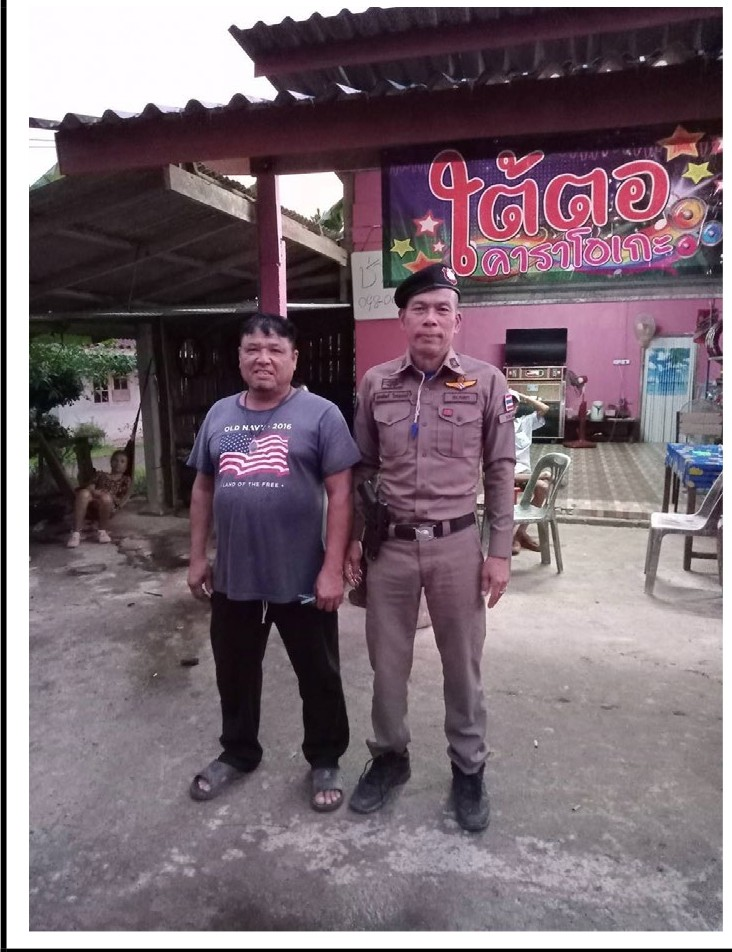 ใต้ตอ
คาราโอเกะ
OLD NAVY · 2016
LAND OF THE FREE ·